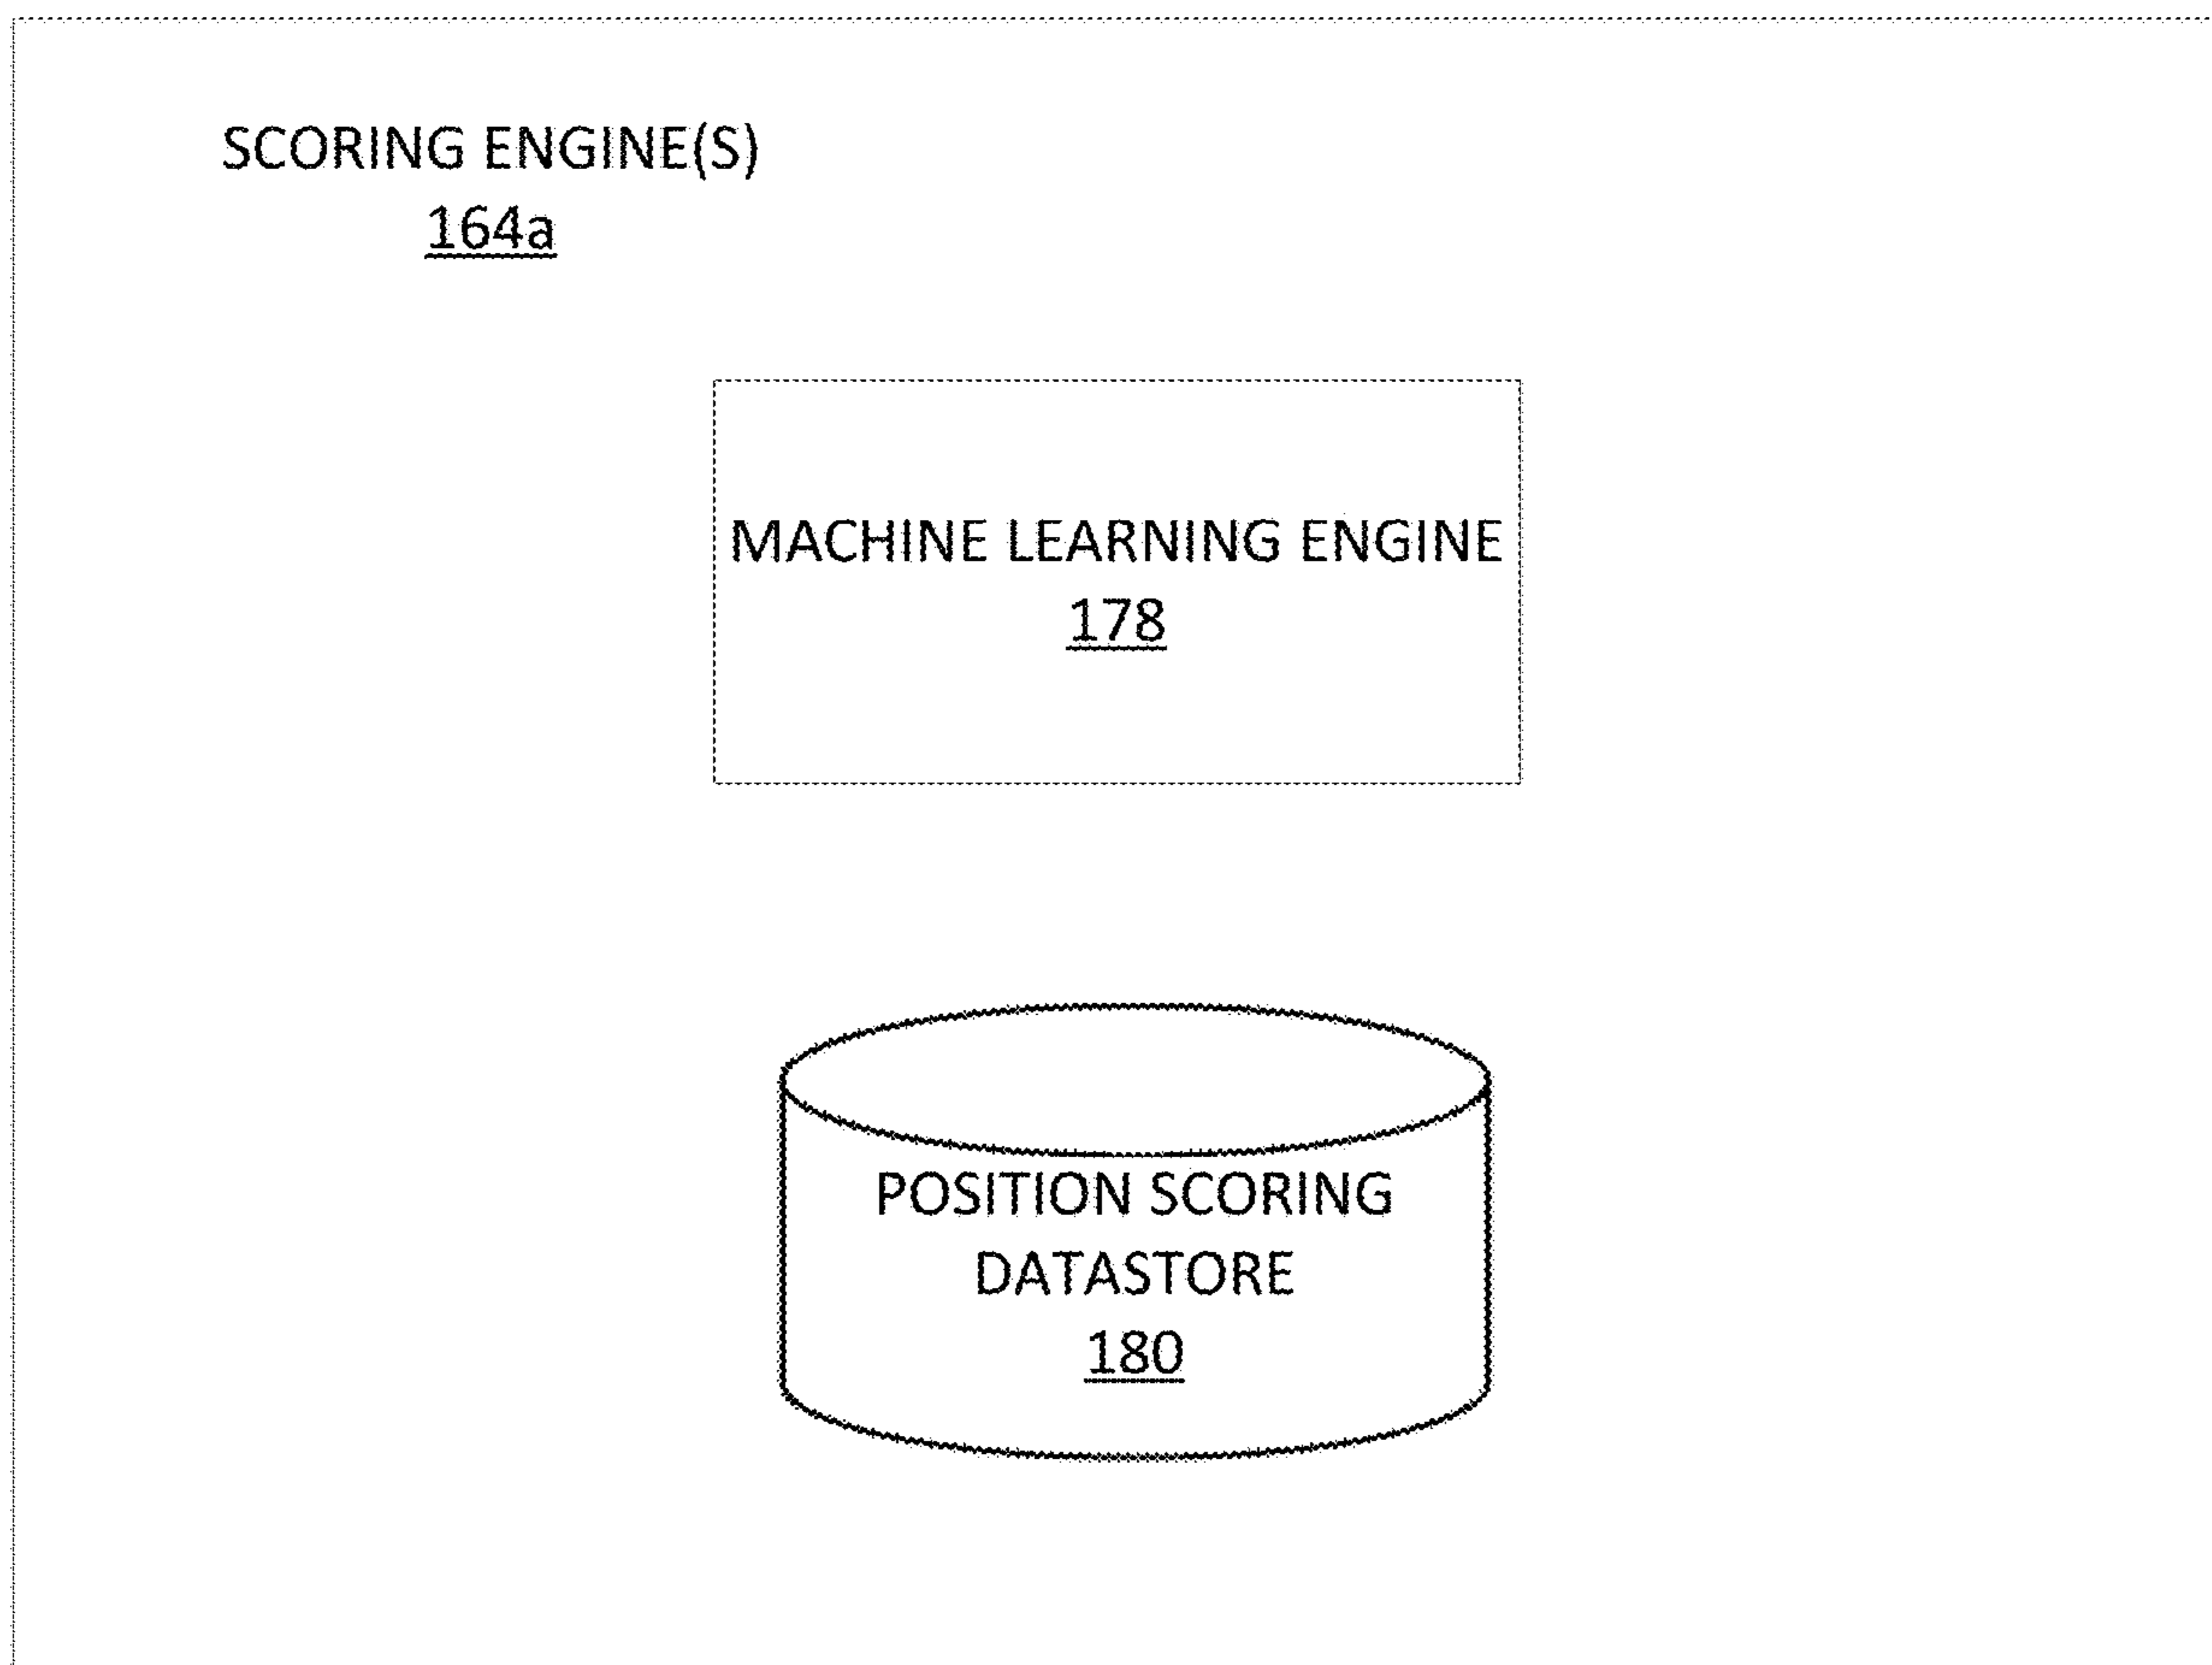 SCORING ENGINE(S)
164a
MACHINE LEARNING ENGINE
178
POSITION SCORING
DATASTORE
180